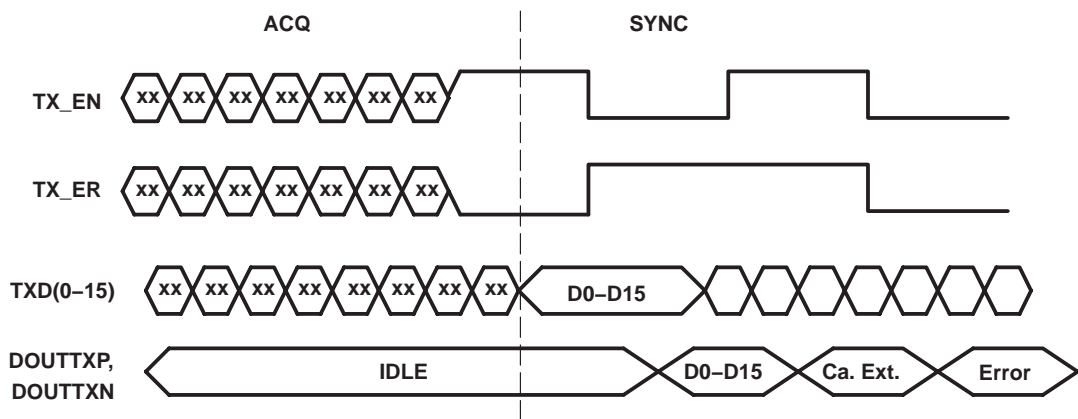 ACQ SYNC
TX_EN xx xx xx xx xx xx xx
TX_ER xx xx xx xx xx xx xx
TXD(0–15) xx xx xx xx xx xx xx xx D0–D15
DOUTTXP,
DOUTTXN
IDLE D0–D15 Ca. Ext. Error